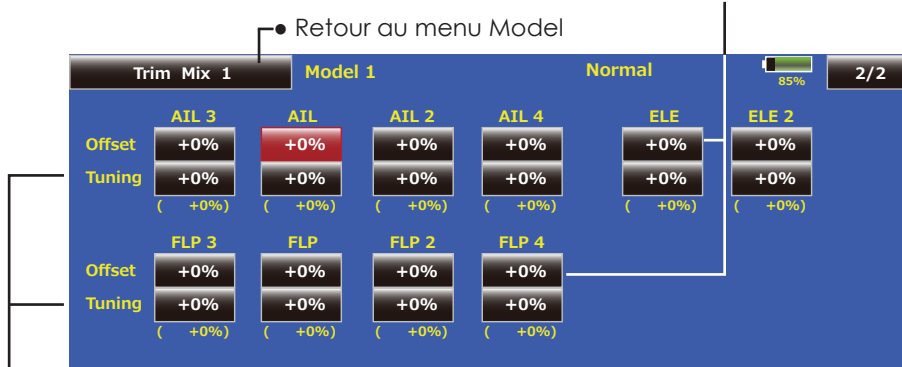 Retour au menu Model
Trim Mix 1 Model 1 Normal 85% 2/2
AIL 3 AIL AIL 2 AIL 4 ELE ELE 2
Offset +0% +0% +0% +0% +0% +0%
Tuning +0% +0% +0% +0% +0% +0%
( +0%) ( +0%) ( +0%) ( +0%) ( +0%) ( +0%)
FLP 3 FLP FLP 2 FLP 4
Offset +0% +0% +0% +0%
Tuning +0% +0% +0% +0%
( +0%) ( +0%) ( +0%) ( +0%)